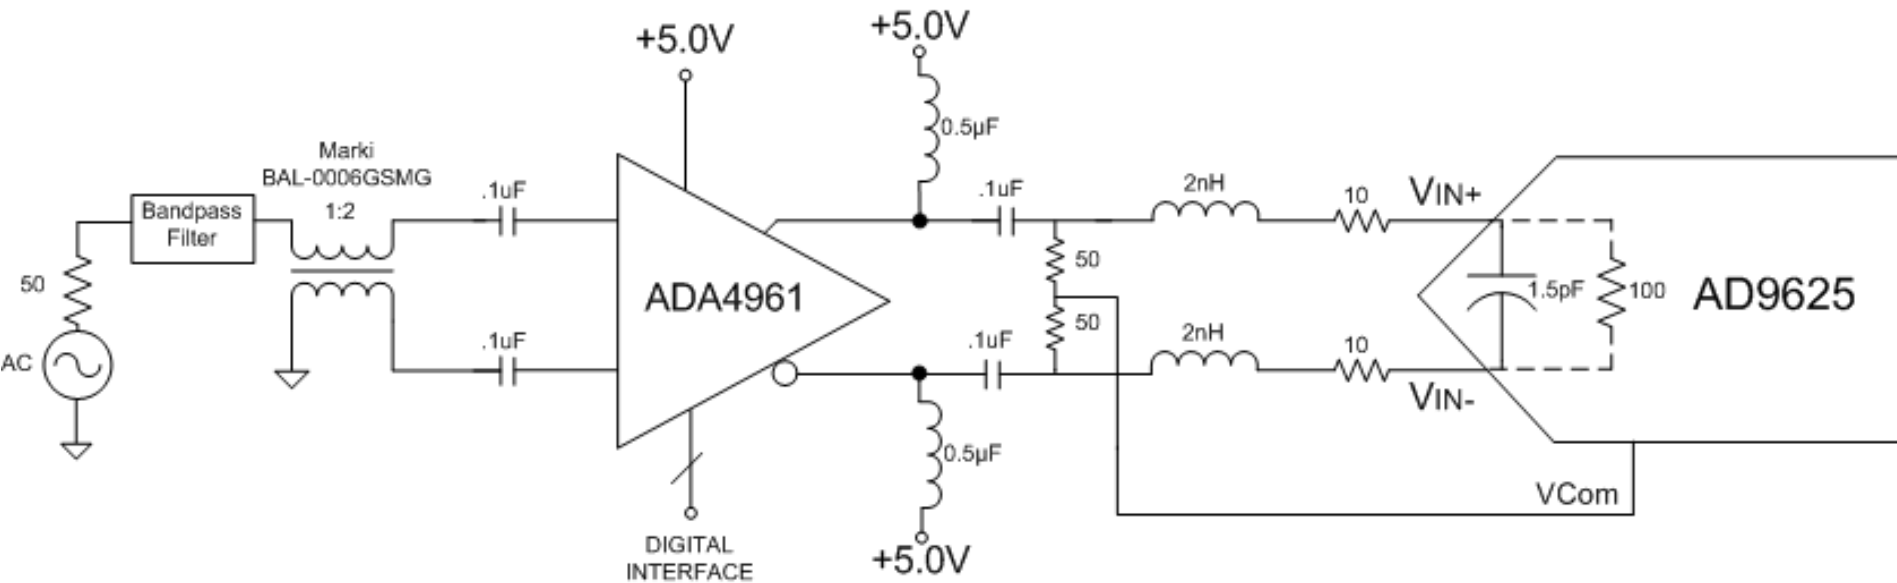 +5.0V
+5.0V
0.5µF
Marki
BAL-0006GSMG
1:2
.1uF
.1uF
2nH
10
VIN+
Bandpass
Filter
50
AC
50
ADA4961
1.5pF
100
AD9625
50
.1uF
.1uF
2nH
10
VIN-
0.5µF
VCom
DIGITAL
INTERFACE
+5.0V